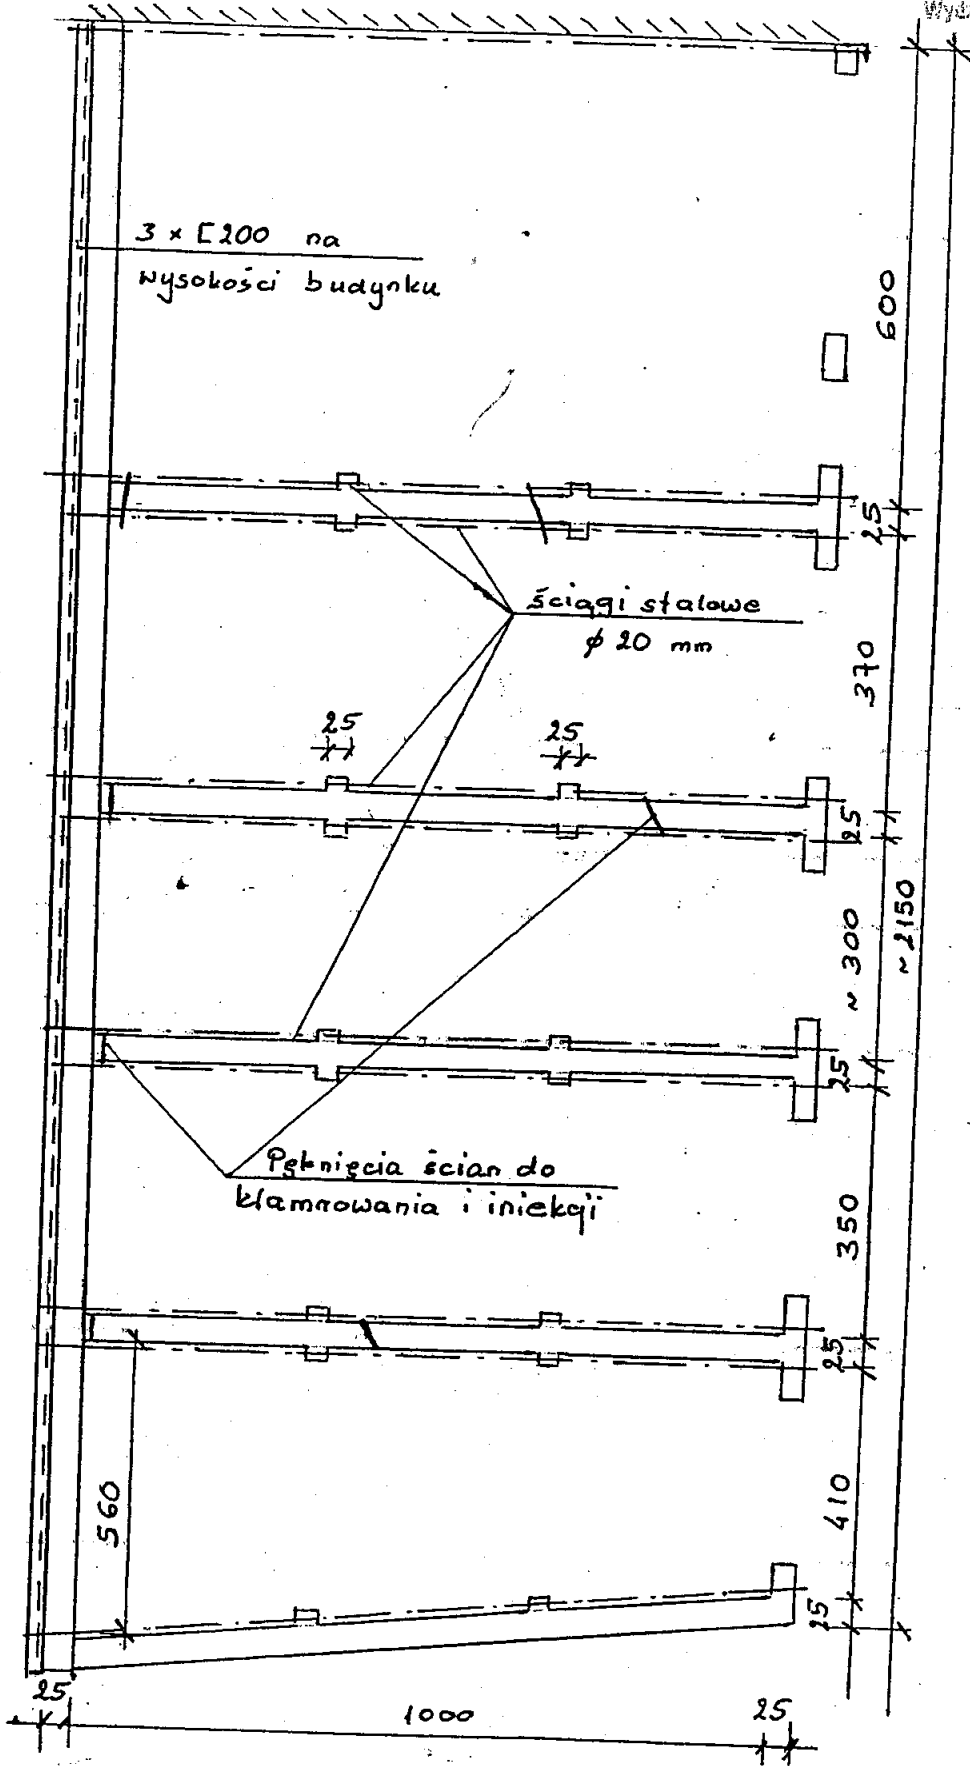 Wydz
3 x [200 na
wysokości budynku
600
25
ściągi stalowe
ϕ 20 mm
370
25
25
25
~ 300
~ 2150
25
Pęknięcia ścian do
klamrowania i iniekcji
350
25
560
410
25
25
1000
25